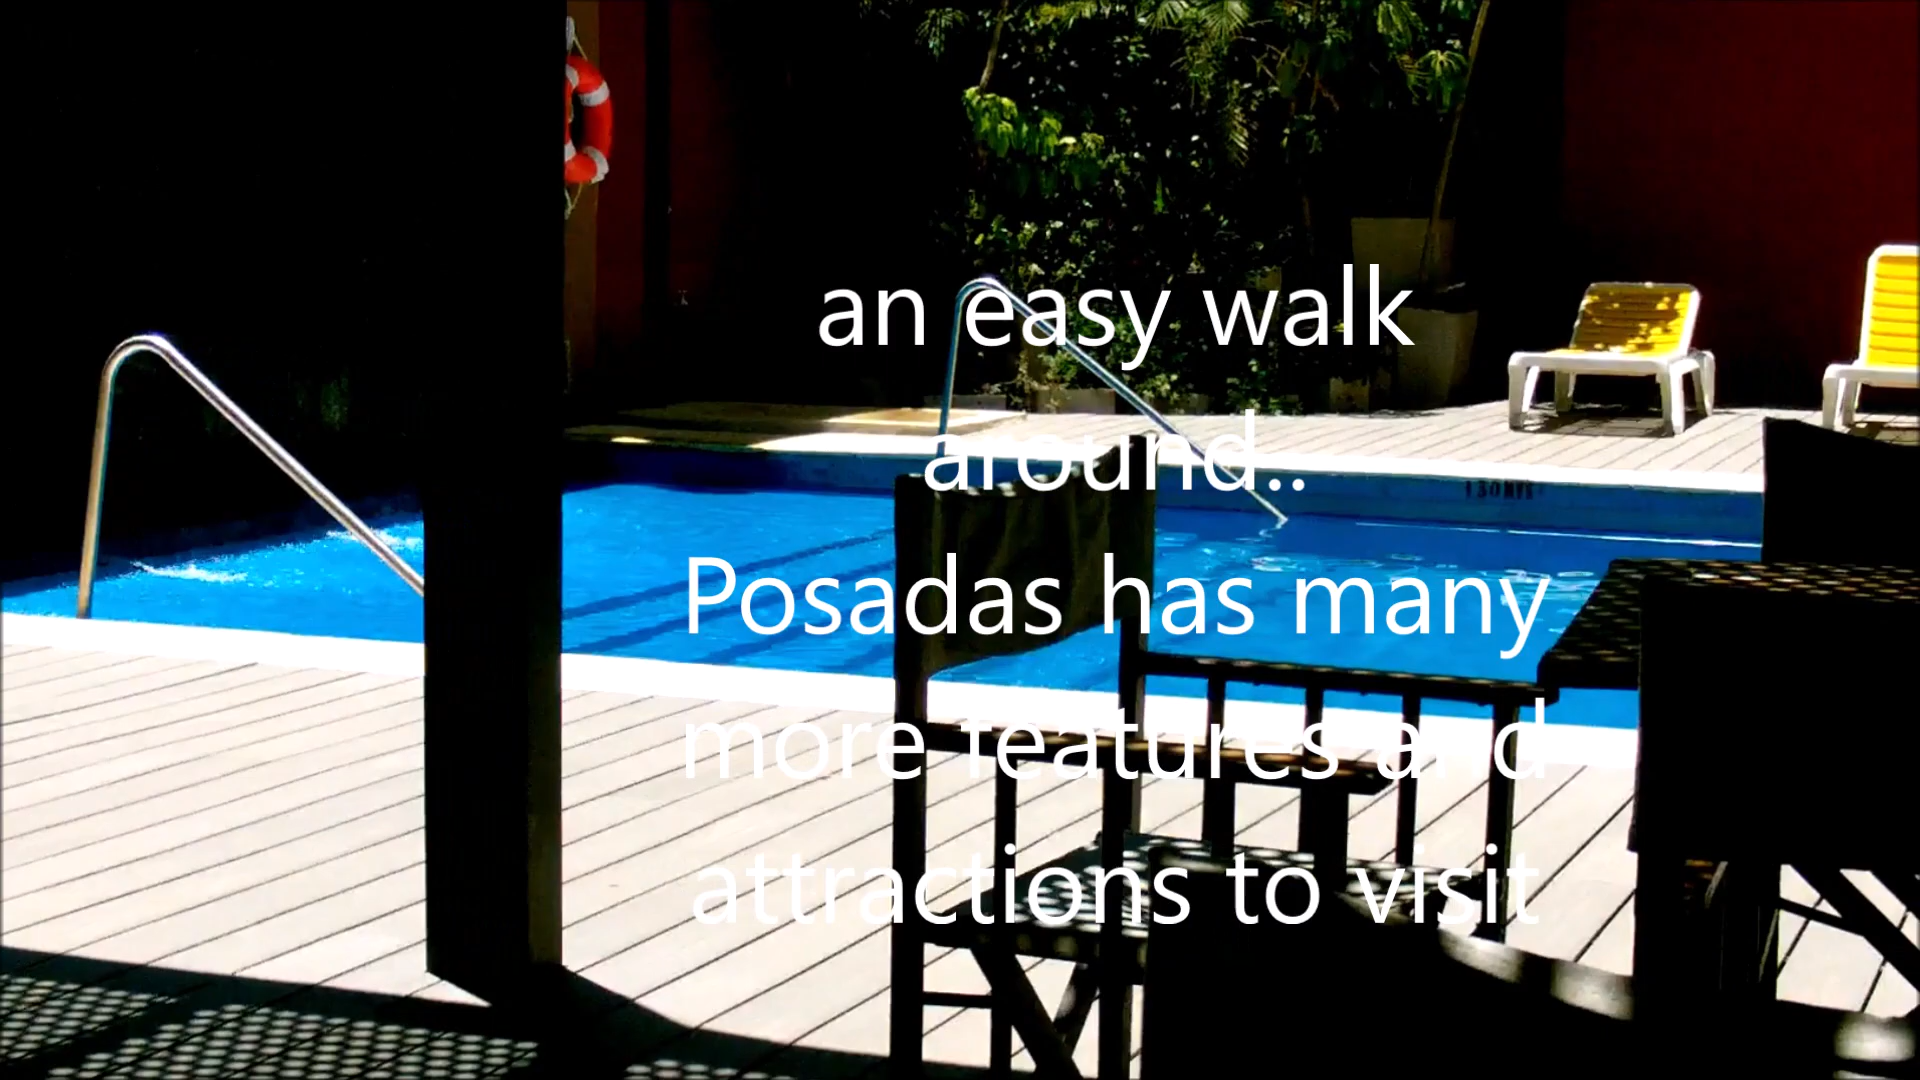 an easy walk
around..
Posadas has many
more features and
attractions to visit